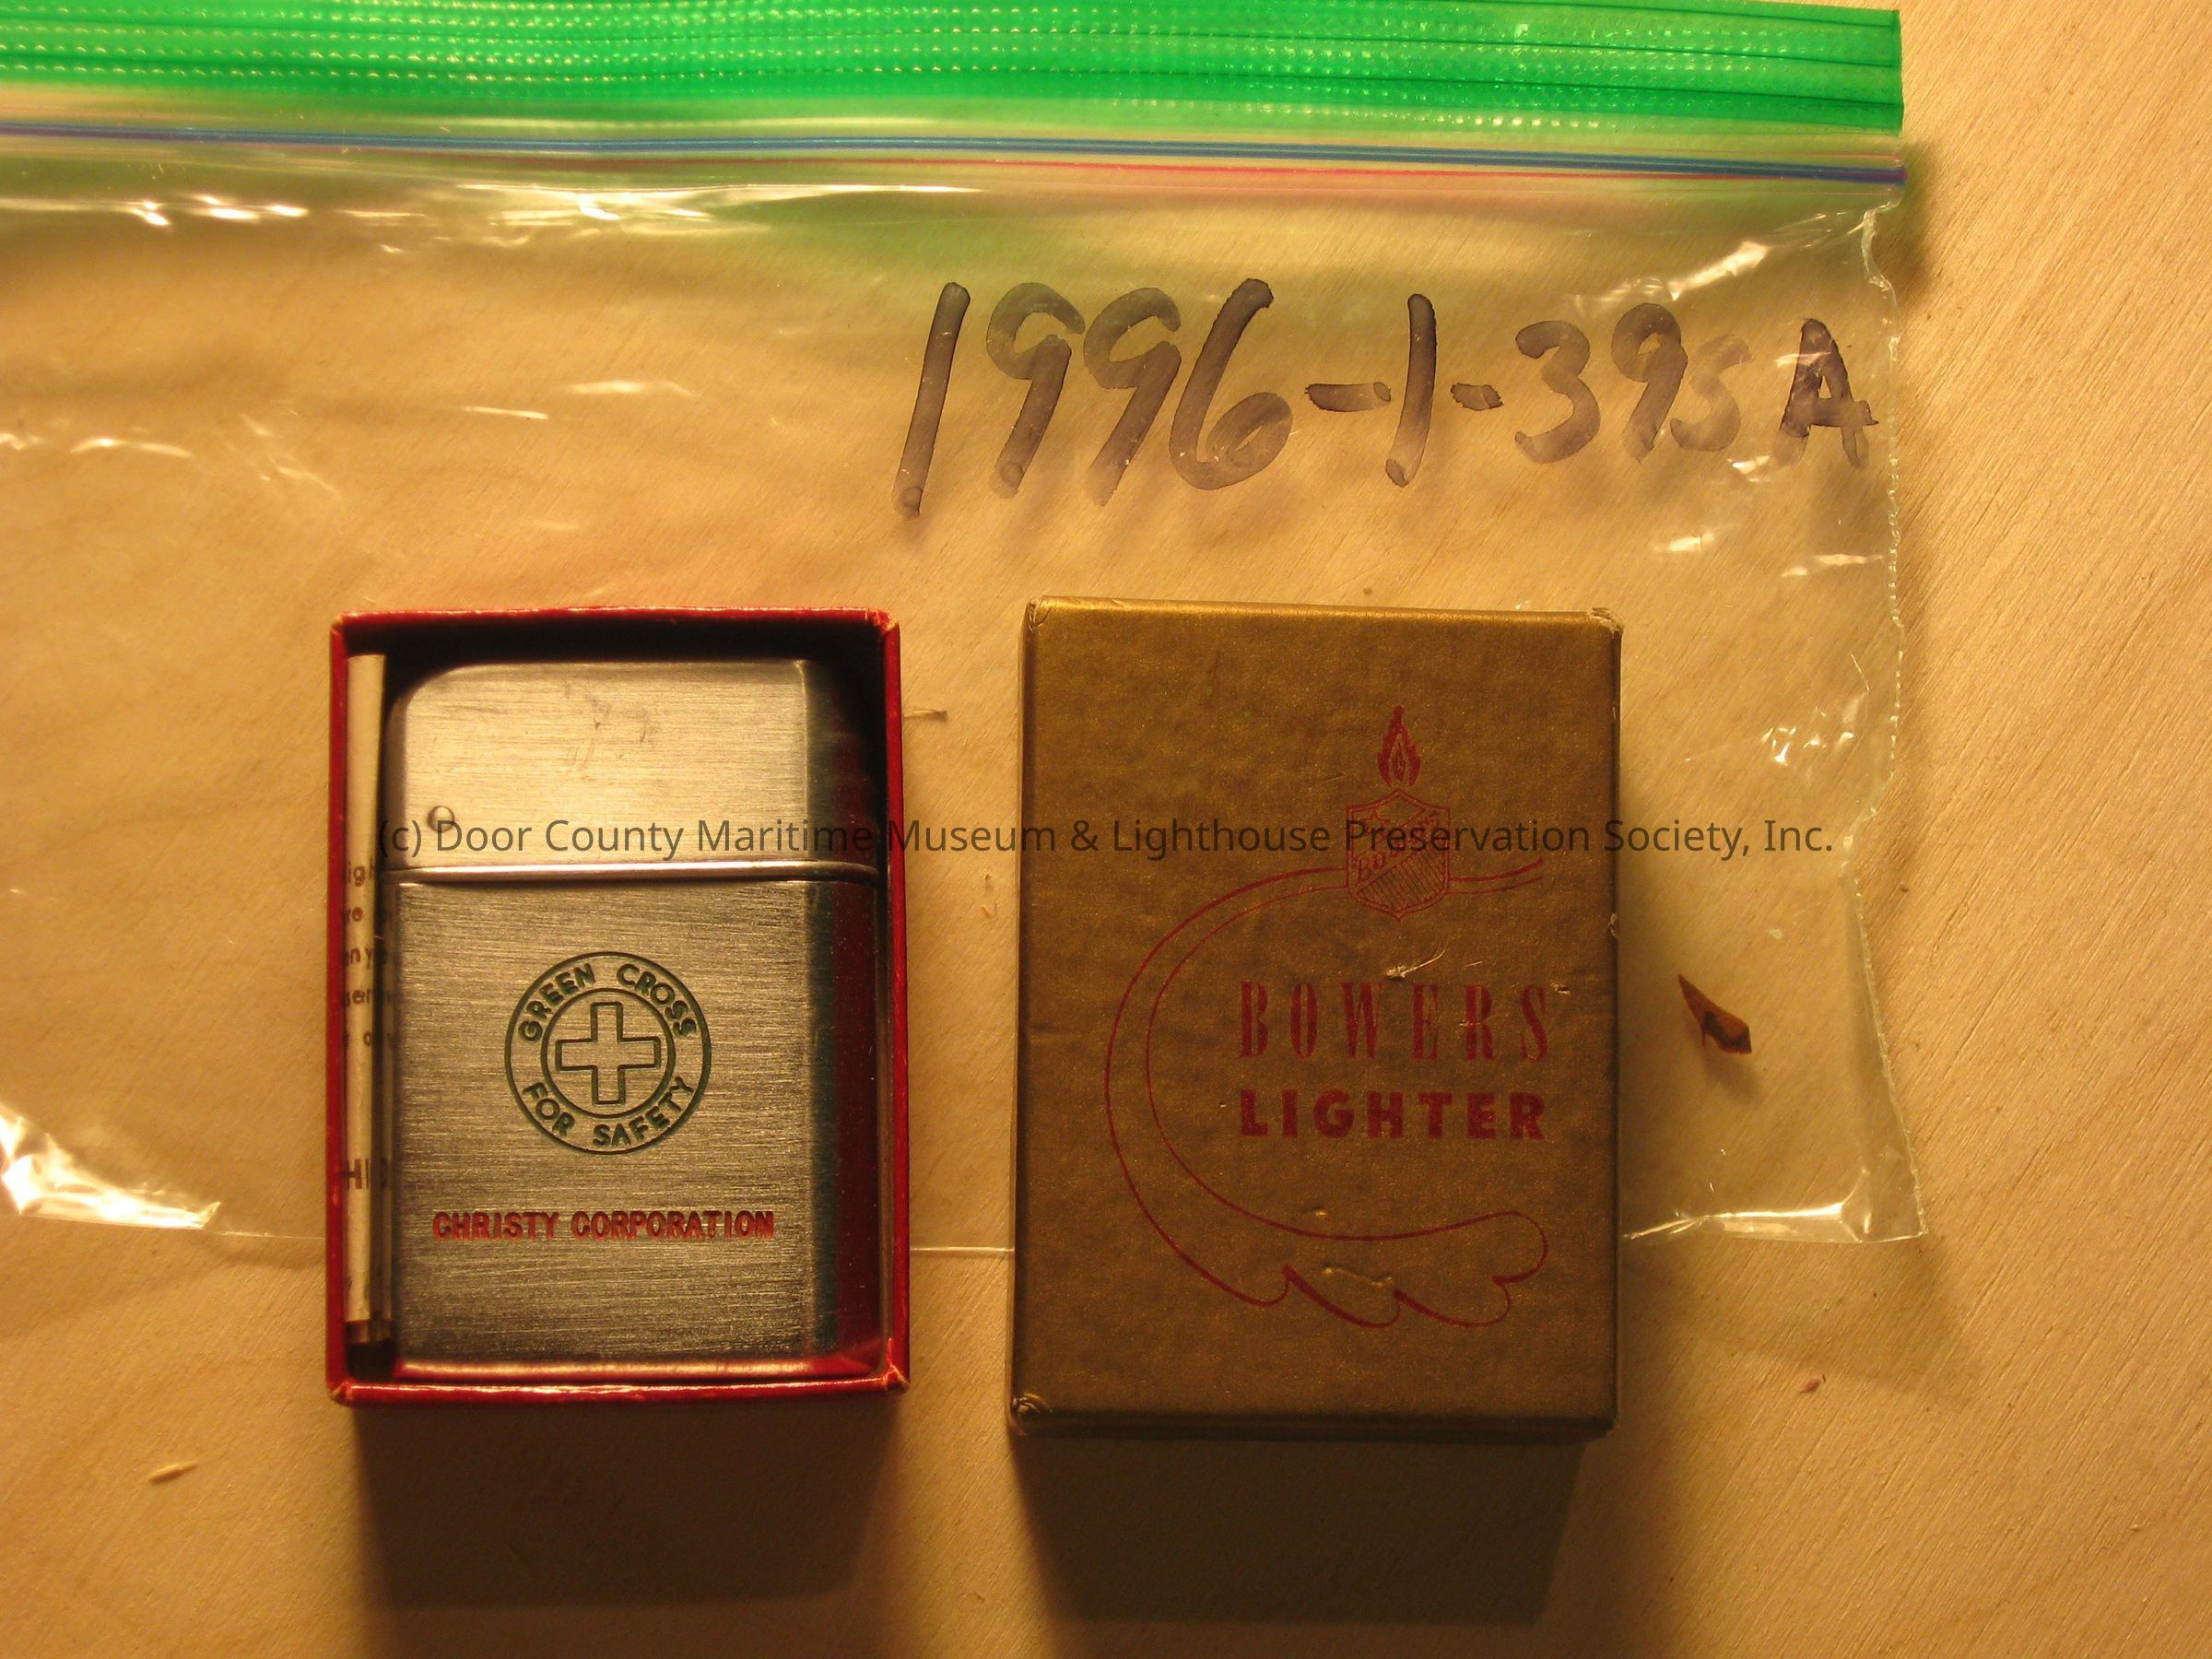 1996-1-395A
(c) Door County Maritime Museum & Lighthouse Preservation Society, Inc.
GREEN CROSS
FOR SAFETY
CHRISTY CORPORATION
BOWERS
BOWERS
LIGHTER